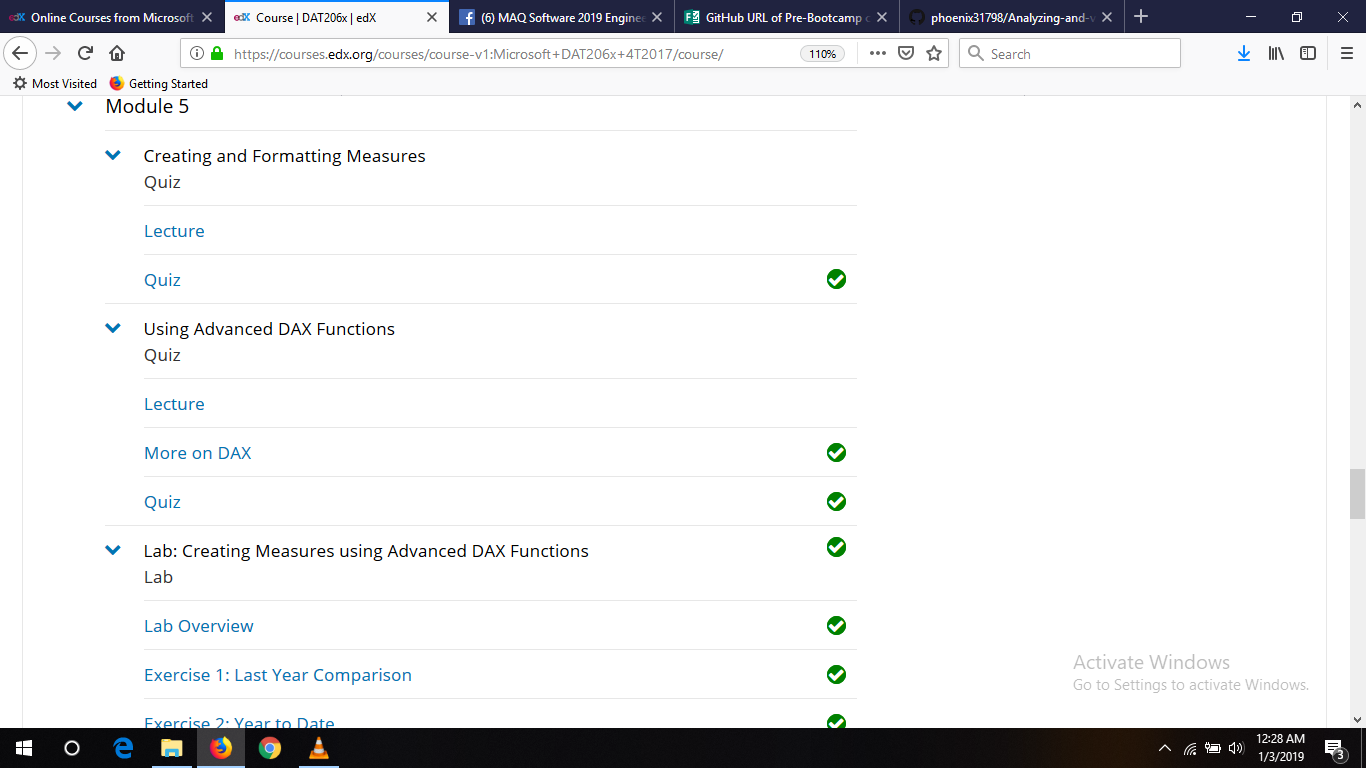 Online Courses from Microsoft
Course | DAT206x | edX
(6) MAQ Software 2019 Enginee
GitHub URL of Pre-Bootcamp
phoenix31798/Analyzing-and-v
https://courses.edx.org/courses/course-v1:Microsoft+DAT206x+4T2017/course/
110%
Search
Most Visited
Getting Started
Module 5
Creating and Formatting Measures
Quiz
Lecture
Quiz
Using Advanced DAX Functions
Quiz
Lecture
More on DAX
Quiz
Lab: Creating Measures using Advanced DAX Functions
Lab
Lab Overview
Exercise 1: Last Year Comparison
Exercise 2: Year to Date
Activate Windows
Go to Settings to activate Windows.
12:28 AM
1/3/2019
3